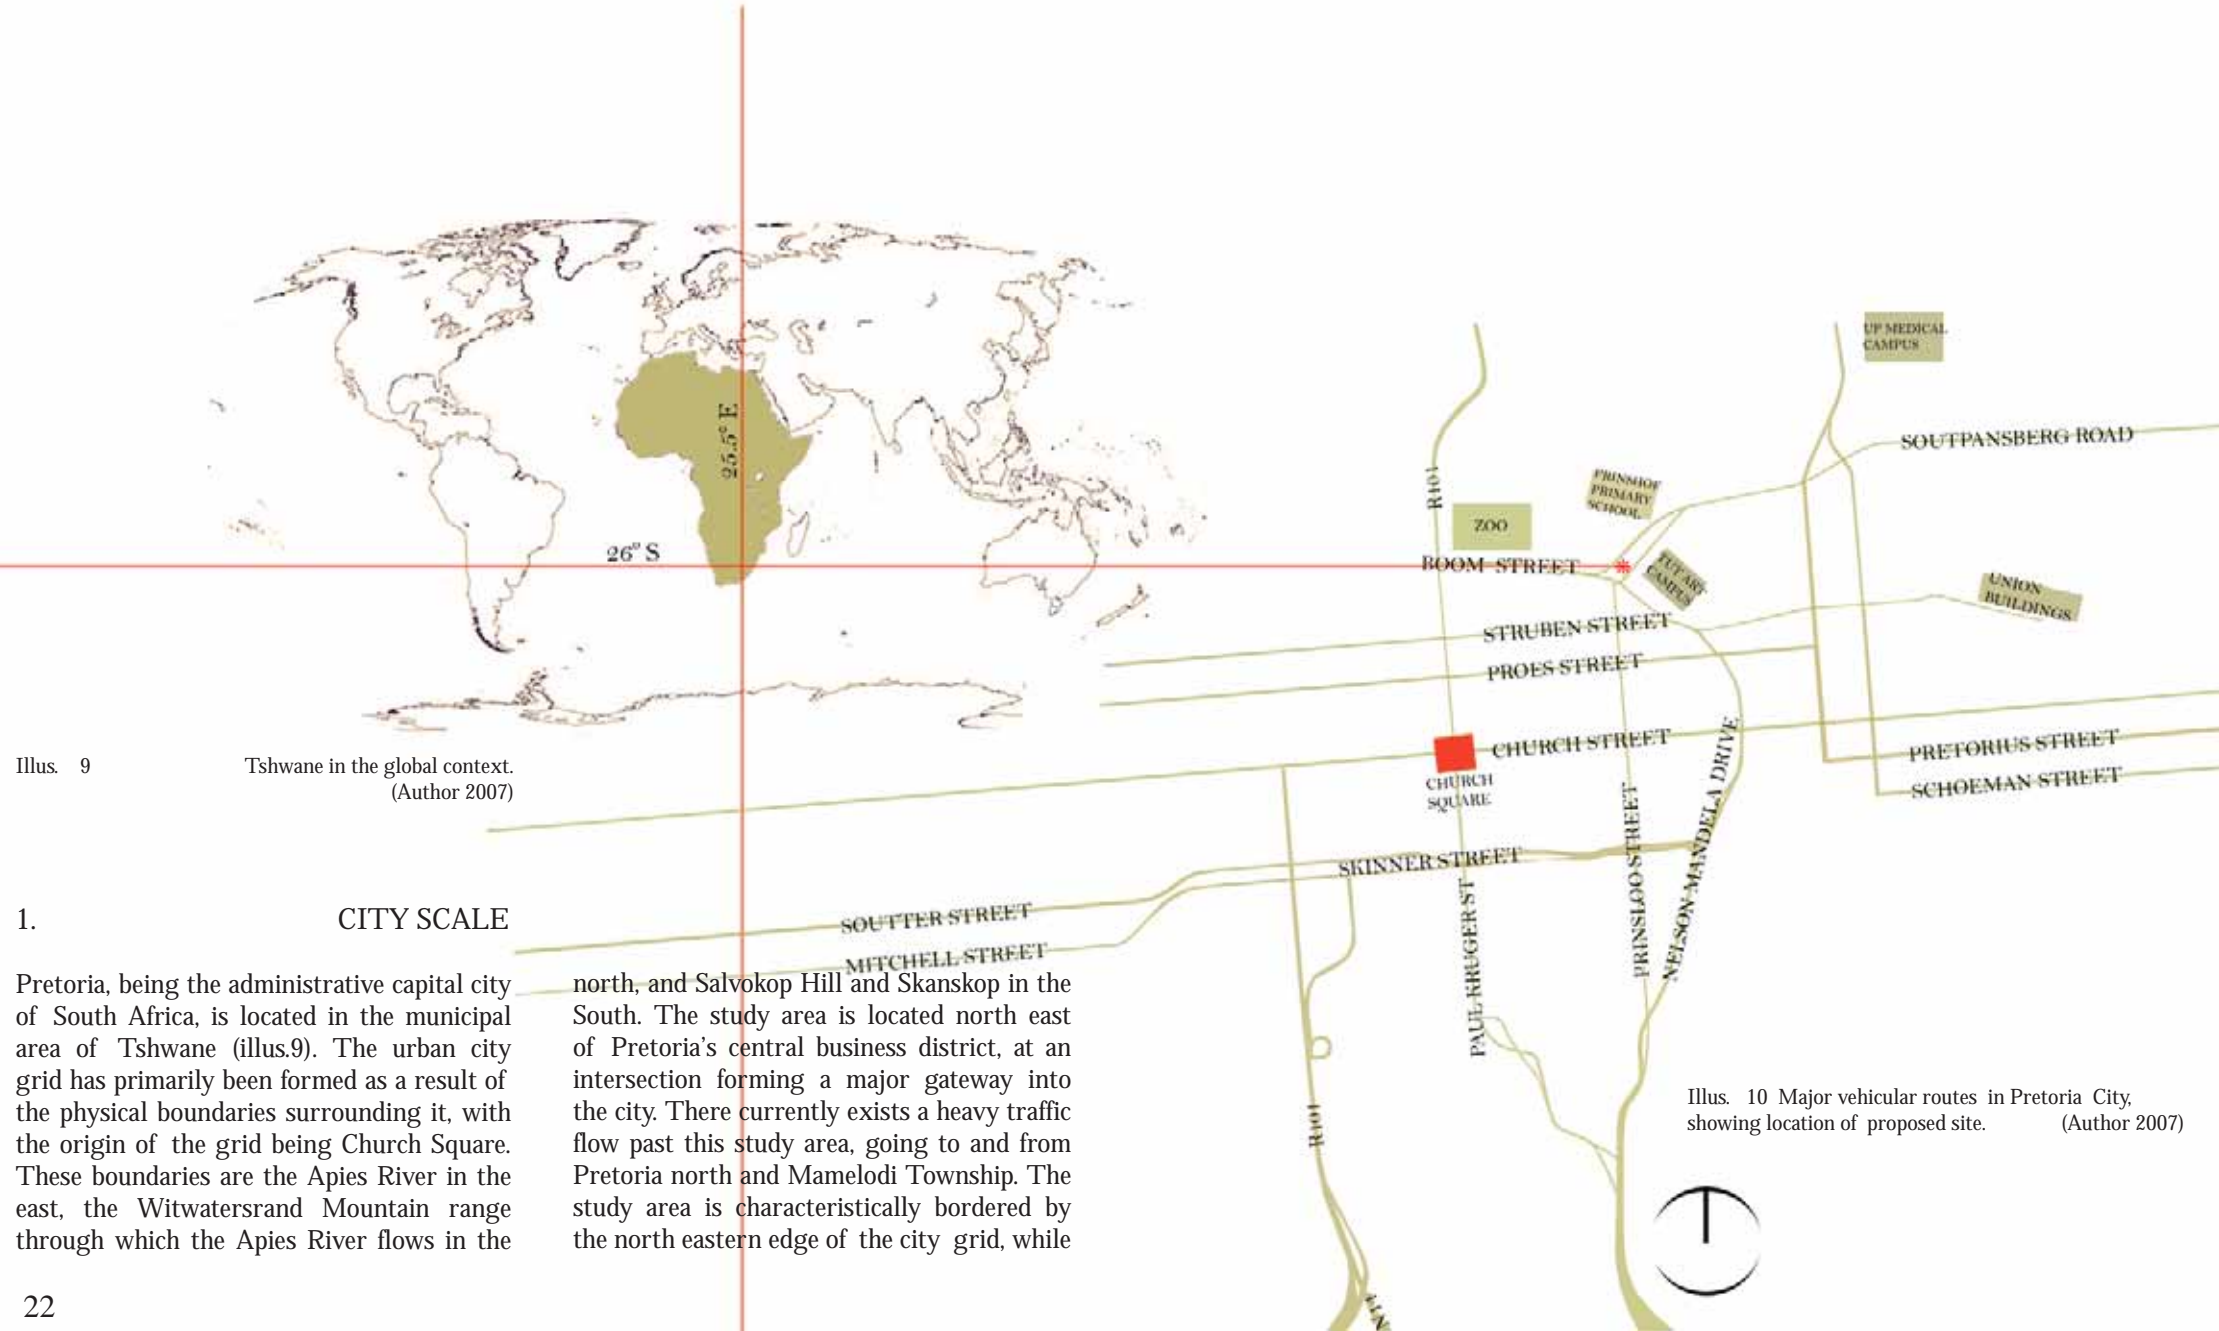 25.5° E
26° S
Illus. 9 Tshwane in the global context.
(Author 2007)
1. CITY SCALE
Pretoria, being the administrative capital city
of South Africa, is located in the municipal
area of Tshwane (illus.9). The urban city
grid has primarily been formed as a result of
the physical boundaries surrounding it, with
the origin of the grid being Church Square.
These boundaries are the Apies River in the
east, the Witwatersrand Mountain range
through which the Apies River flows in the
north, and Salvokop Hill and Skanskop in the
South. The study area is located north east
of Pretoria’s central business district, at an
intersection forming a major gateway into
the city. There currently exists a heavy traffic
flow past this study area, going to and from
Pretoria north and Mamelodi Township. The
study area is characteristically bordered by
the north eastern edge of the city grid, while
22
UP MEDICAL
CAMPUS
SOUTPANSBERG ROAD
R101
PRINSHOF
PRIMARY
SCHOOL
ZOO
BOOM STREET
TUT ART
CAMPUS
UNION
BUILDINGS
STRUBEN STREET
PROES STREET
CHURCH STREET
CHURCH
SQUARE
PRETORIUS STREET
SCHOEMAN STREET
SKINNER STREET
SOUTTER STREET
MITCHELL STREET
PAUL KRUGER ST
PRINSLOO STREET
NELSON MANDELA DRIVE
R101
Illus. 10 Major vehicular routes in Pretoria City,
showing location of proposed site. (Author 2007)